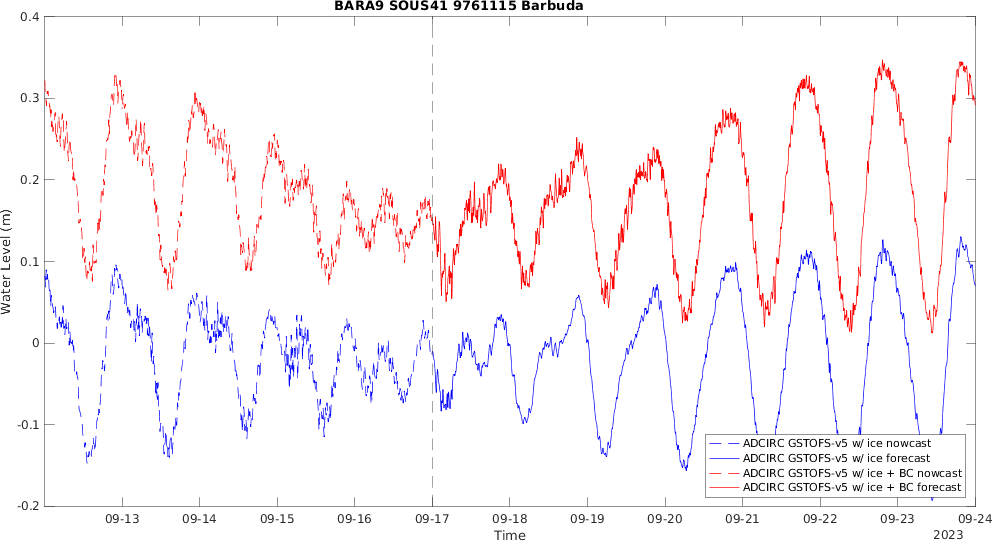 BARA9 SOUS41 9761115 Barbuda
0.4
0.3
0.2
0.1
0
-0.1
-0.2
Water Level (m)
09-13 09-14 09-15 09-16 09-17 09-18 09-19 09-20 09-21 09-22 09-23 09-24
Time
2023
ADCIRC GSTOFS-v5 w/ ice nowcast
ADCIRC GSTOFS-v5 w/ ice forecast
ADCIRC GSTOFS-v5 w/ ice + BC nowcast
ADCIRC GSTOFS-v5 w/ ice + BC forecast